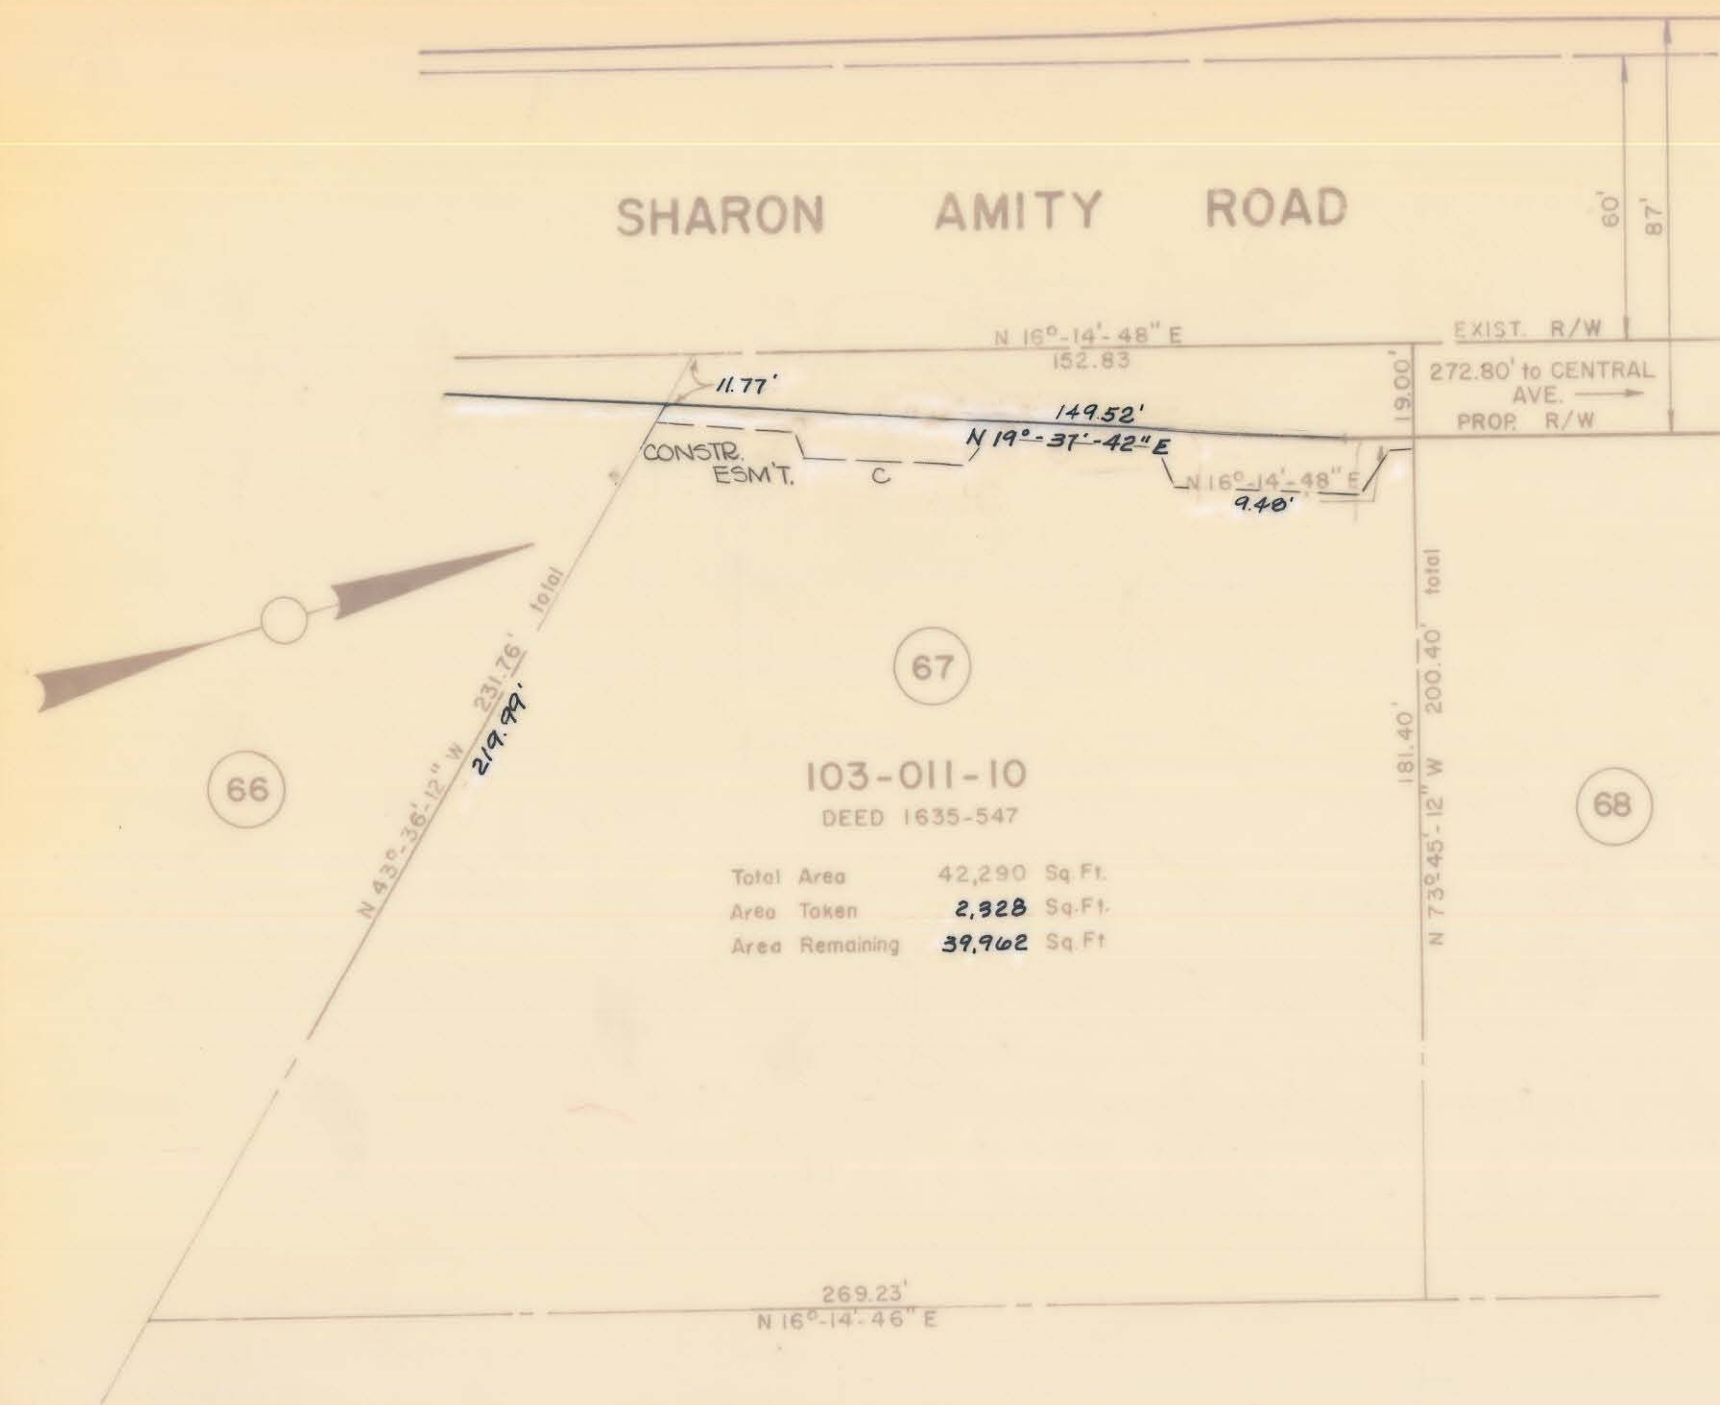 SHARON AMITY ROAD
60'
87'
N 16°-14'-48" E
152.83
EXIST. R/W
19.00'
272.80' to CENTRAL
AVE.
PROP. R/W
11.77'
149.52'
N 19°-37'-42" E
CONSTR.
ESM'T.
C
N 16°-14'-48" E
9.48'
N 43°-36'-12" W 231.76' total
219.99'
67
66
68
103-011-10
DEED 1635-547
Total Area 42,290 Sq. Ft.
Area Taken 2,328 Sq. Ft.
Area Remaining 39,962 Sq. Ft
181.40'
N 73°-45'-12" W 200.40' total
269.23'
N 16°-14'-46" E